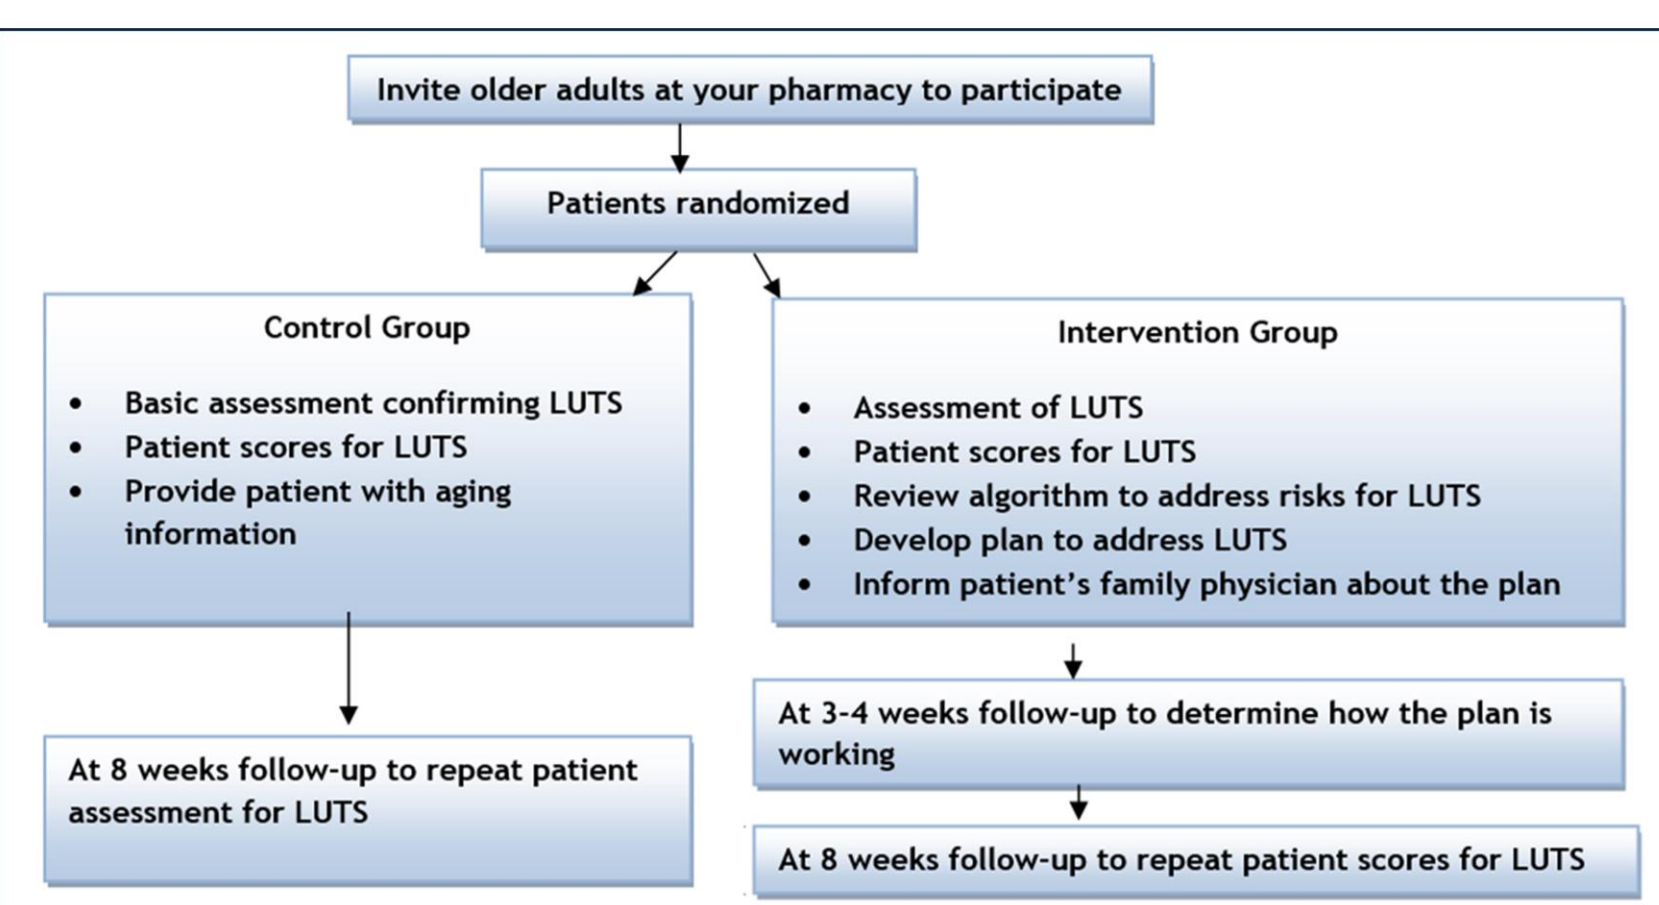 Invite older adults at your pharmacy to participate
Patients randomized
Control Group
• Basic assessment confirming LUTS
• Patient scores for LUTS
• Provide patient with aging
information
At 8 weeks follow-up to repeat patient
assessment for LUTS
Intervention Group
• Assessment of LUTS
• Patient scores for LUTS
• Review algorithm to address risks for LUTS
• Develop plan to address LUTS
• Inform patient’s family physician about the plan
At 3-4 weeks follow-up to determine how the plan is
working
At 8 weeks follow-up to repeat patient scores for LUTS